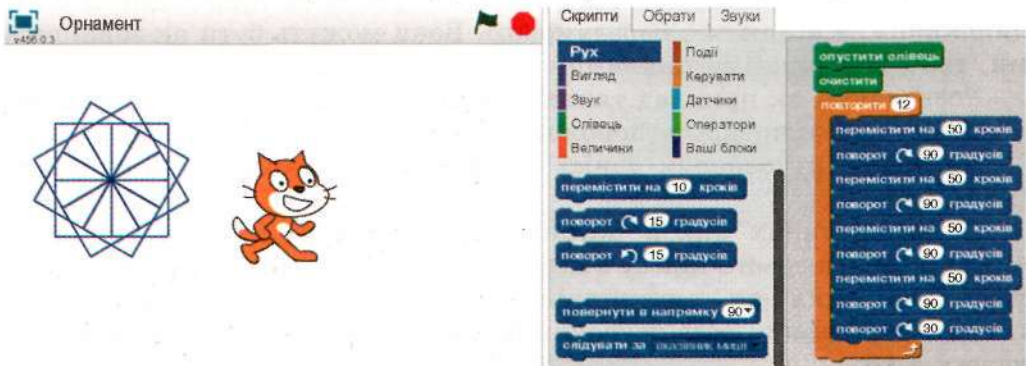 Орнамент
v456.0.3
Скрипти
Обрати
Звуки
Рух
Вигляд
Звук
Олівець
Величини
Події
Керувати
Датчики
Оператори
Ваші блоки
перемістити на 10 кроків
поворот 15 градусів
поворот 15 градусів
повернути в напрямку 90
слідувати за вказівник миші
опустити олівець
очистити
повторити 12
перемістити на 50 кроків
поворот 90 градусів
перемістити на 50 кроків
поворот 90 градусів
перемістити на 50 кроків
поворот 90 градусів
перемістити на 50 кроків
поворот 90 градусів
поворот 30 градусів